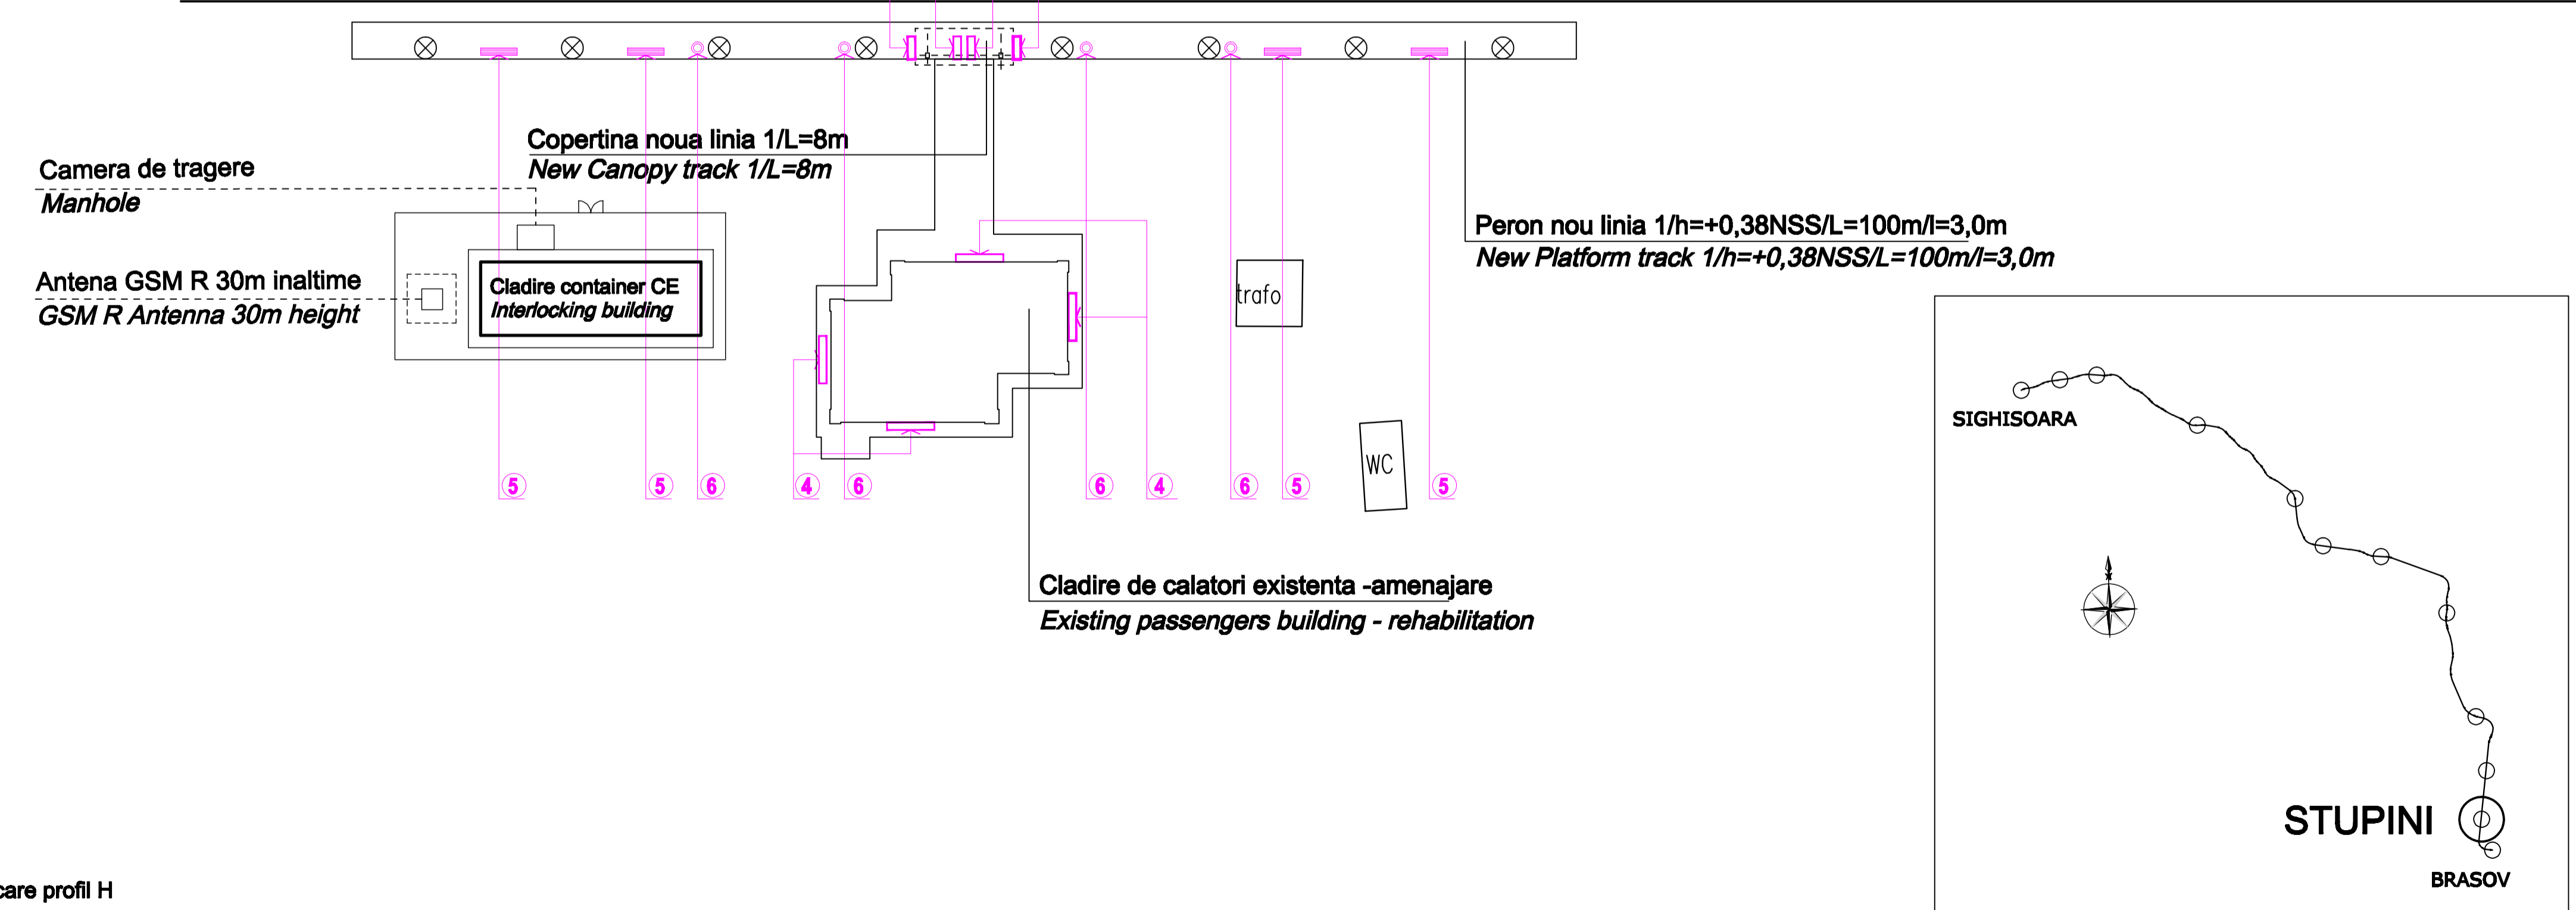 Copertina noua linia 1/L=8m
New Canopy track 1/L=8m
Camera de tragere
Manhole
Peron nou linia 1/h=+0,38NSS/L=100m/l=3,0m
New Platform track 1/h=+0,38NSS/L=100m/l=3,0m
Antena GSM R 30m inaltime
GSM R Antenna 30m height
Cladire container CE
Interlocking building
trafo
WC
5
5
6
4
6
6
4
6
5
5
Cladire de calatori existenta -amenajare
Existing passengers building - rehabilitation
SIGHISOARA
STUPINI
BRASOV
care profil H